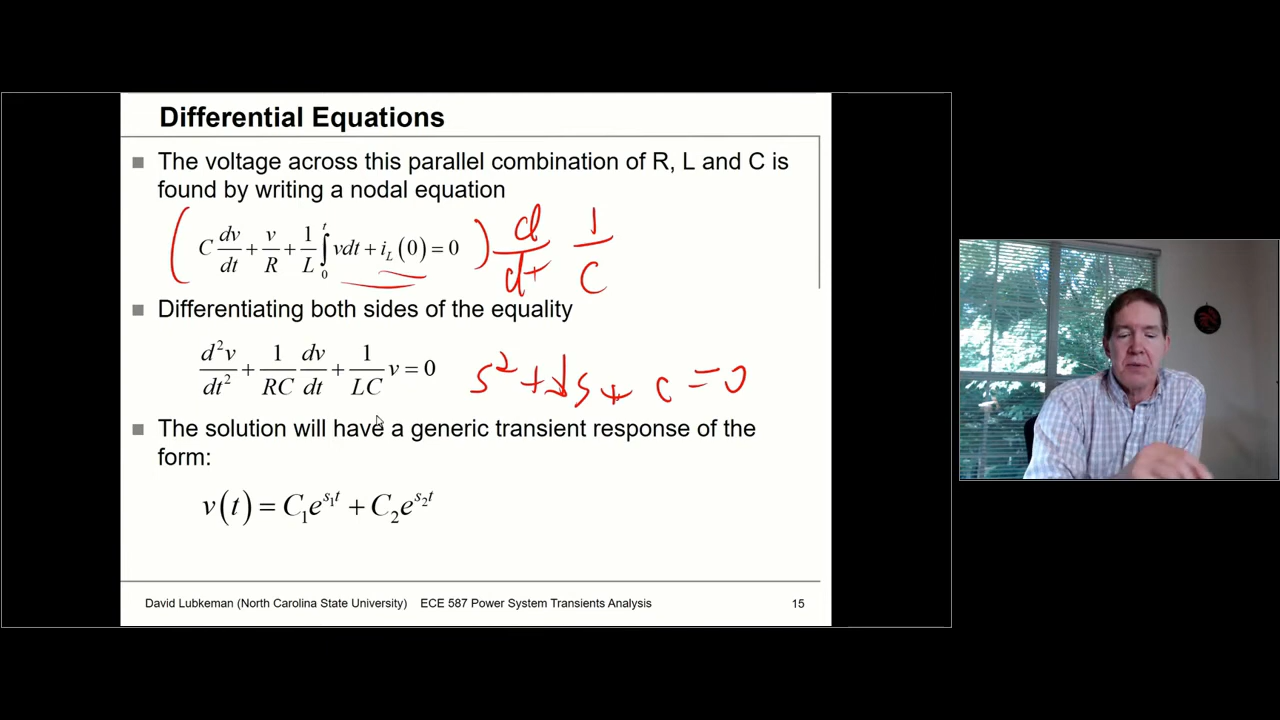 Differential Equations
The voltage across this parallel combination of R, L and C is
found by writing a nodal equation
( C dv/dt + v/R + 1/L ∫₀ᵗ vdt + i_L(0) = 0 ) d/dt 1/C
Differentiating both sides of the equality
d²v/dt² + 1/RC dv/dt + 1/LC v = 0 s² + s + c = 0
The solution will have a generic transient response of the
form:
v(t) = C₁e^{s₁t} + C₂e^{s₂t}
David Lubkeman (North Carolina State University) ECE 587 Power System Transients Analysis 15